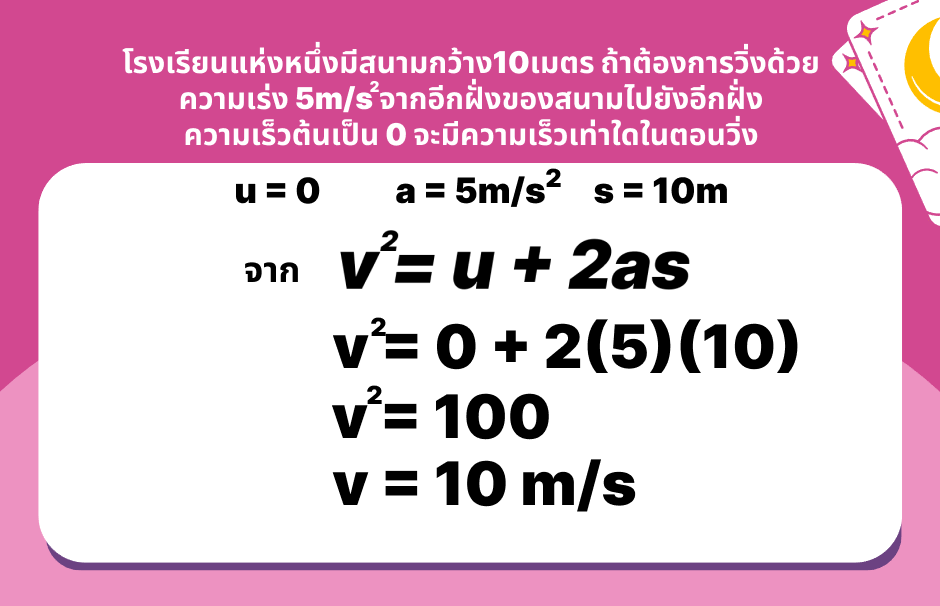 โรงเรียนแห่งหนึ่งมีสนามกว้าง10เมตร ถ้าต้องการวิ่งด้วย
ความเร่ง 5m/s²จากอีกฝั่งของสนามไปยังอีกฝั่ง
ความเร็วต้นเป็น 0 จะมีความเร็วเท่าใดในตอนวิ่ง
u = 0 a = 5m/s² s = 10m
จาก v²= u + 2as
v²= 0 + 2(5)(10)
v²= 100
v = 10 m/s